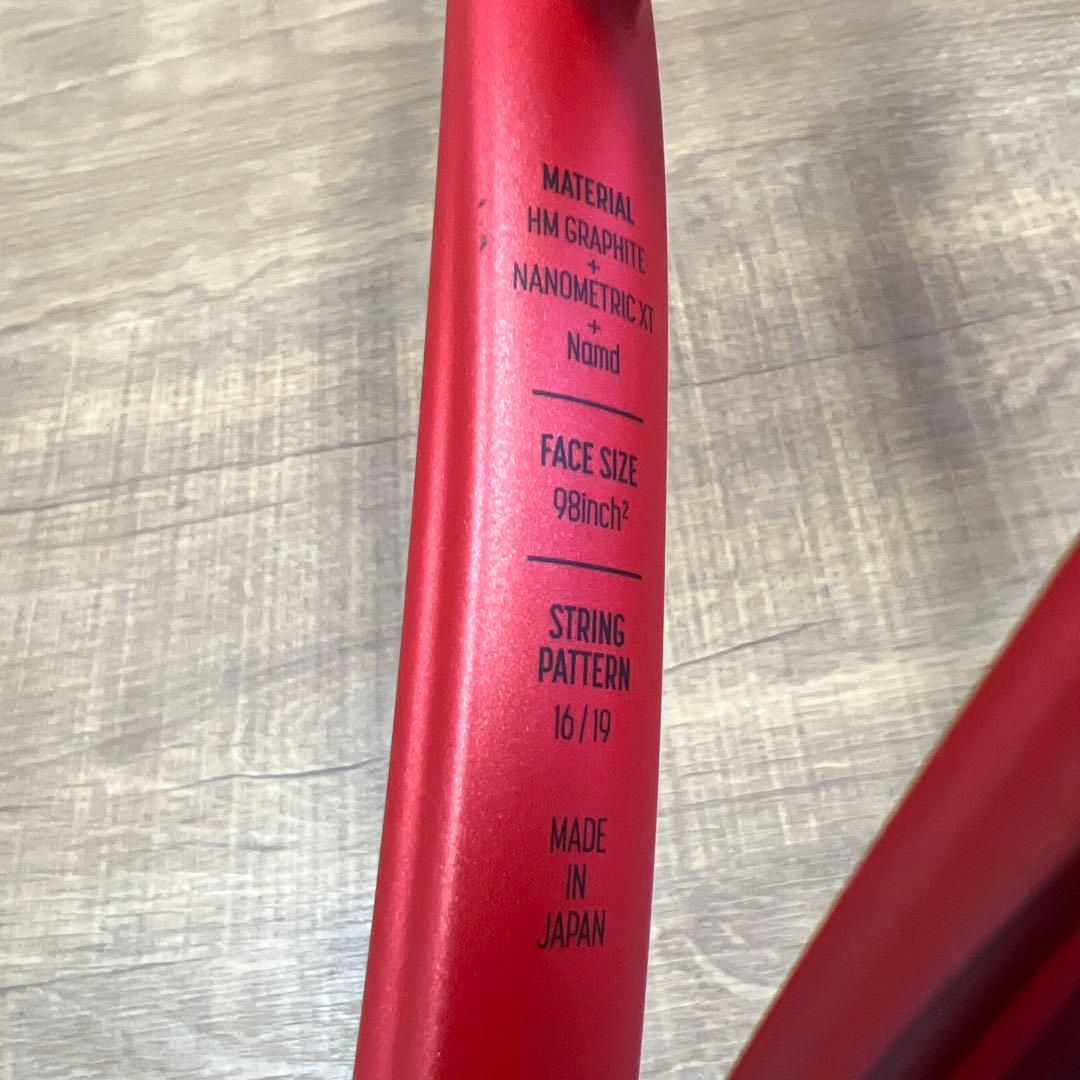 MATERIAL
HM GRAPHITE
+
NANOMETRIC XT
+
Namd
FACE SIZE
98inch²
STRING
PATTERN
16/19
MADE
IN
JAPAN